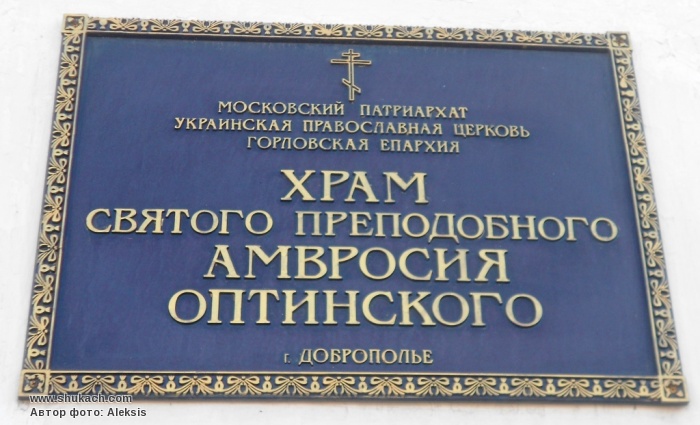 МОСКОВСКИЙ ПАТРИАРХАТ
УКРАИНСКАЯ ПРАВОСЛАВНАЯ ЦЕРКОВЬ
ГОРЛОВСКАЯ ЕПАРХИЯ
ХРАМ
СВЯТОГО ПРЕПОДОБНОГО
АМВРОСИЯ
ОПТИНСКОГО
г. ДОБРОПОЛЬЕ
www.shukach.com
Автор фото: Aleksis